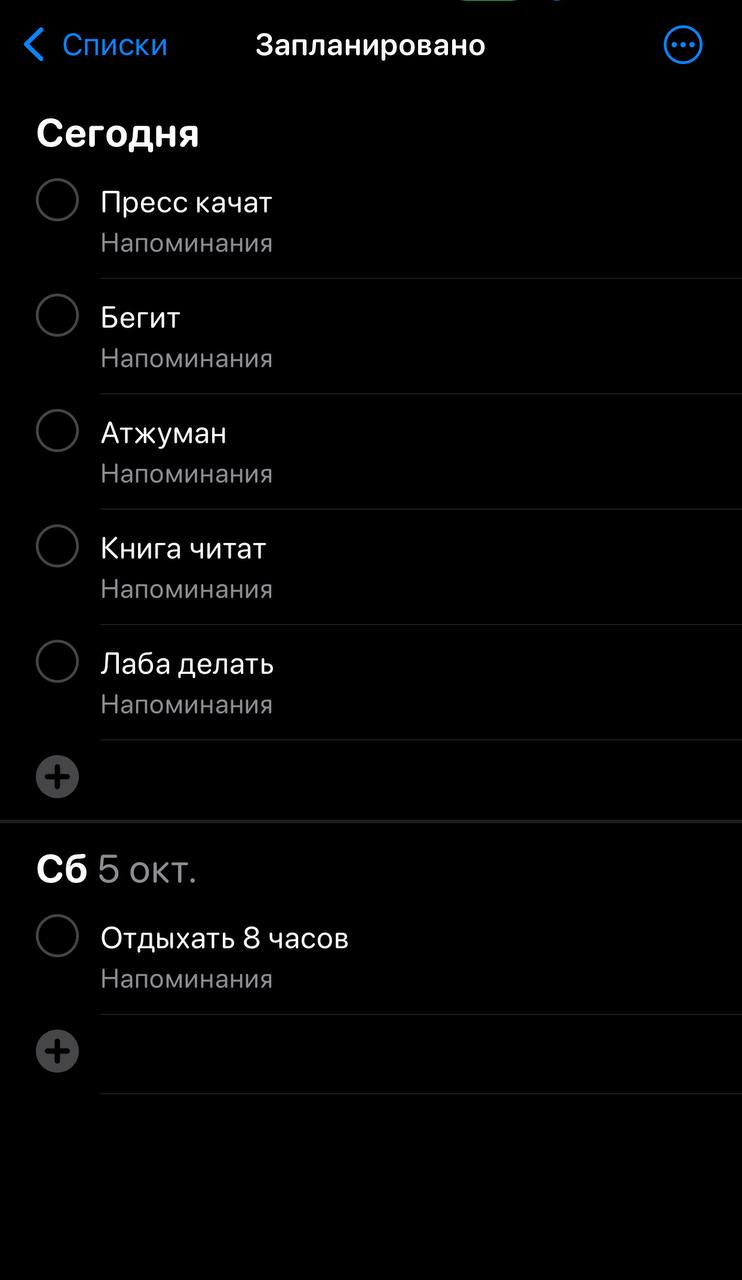 Списки
Запланировано
Сегодня
Пресс качат
Напоминания
Бегит
Напоминания
Атжуман
Напоминания
Книга читат
Напоминания
Лаба делать
Напоминания
Сб 5 окт.
Отдыхать 8 часов
Напоминания